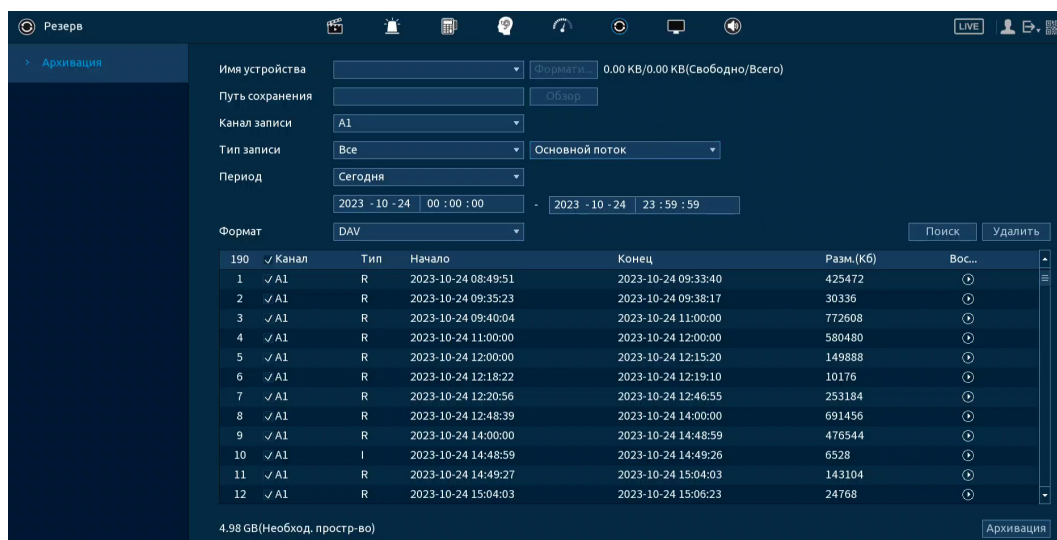 Резерв LIVE
Архивация
Имя устройства Формати... 0.00 KB/0.00 KB(Свободно/Всего)
Путь сохранения Обзор
Канал записи A1
Тип записи Все Основной поток
Период Сегодня
2023 - 10 - 24 00 : 00 : 00 - 2023 - 10 - 24 23 : 59 : 59
Формат DAV Поиск Удалить
190 Канал Тип Начало Конец Разм.(Кб) Вос...
1 A1 R 2023-10-24 08:49:51 2023-10-24 09:33:40 425472
2 A1 R 2023-10-24 09:35:23 2023-10-24 09:38:17 30336
3 A1 R 2023-10-24 09:40:04 2023-10-24 11:00:00 772608
4 A1 R 2023-10-24 11:00:00 2023-10-24 12:00:00 580480
5 A1 R 2023-10-24 12:00:00 2023-10-24 12:15:20 149888
6 A1 R 2023-10-24 12:18:22 2023-10-24 12:19:10 10176
7 A1 R 2023-10-24 12:20:56 2023-10-24 12:46:55 253184
8 A1 R 2023-10-24 12:48:39 2023-10-24 14:00:00 691456
9 A1 R 2023-10-24 14:00:00 2023-10-24 14:48:59 476544
10 A1 I 2023-10-24 14:48:59 2023-10-24 14:49:26 6528
11 A1 R 2023-10-24 14:49:27 2023-10-24 15:04:03 143104
12 A1 R 2023-10-24 15:04:03 2023-10-24 15:06:23 24768
4.98 GB(Необход. простр-во) Архивация